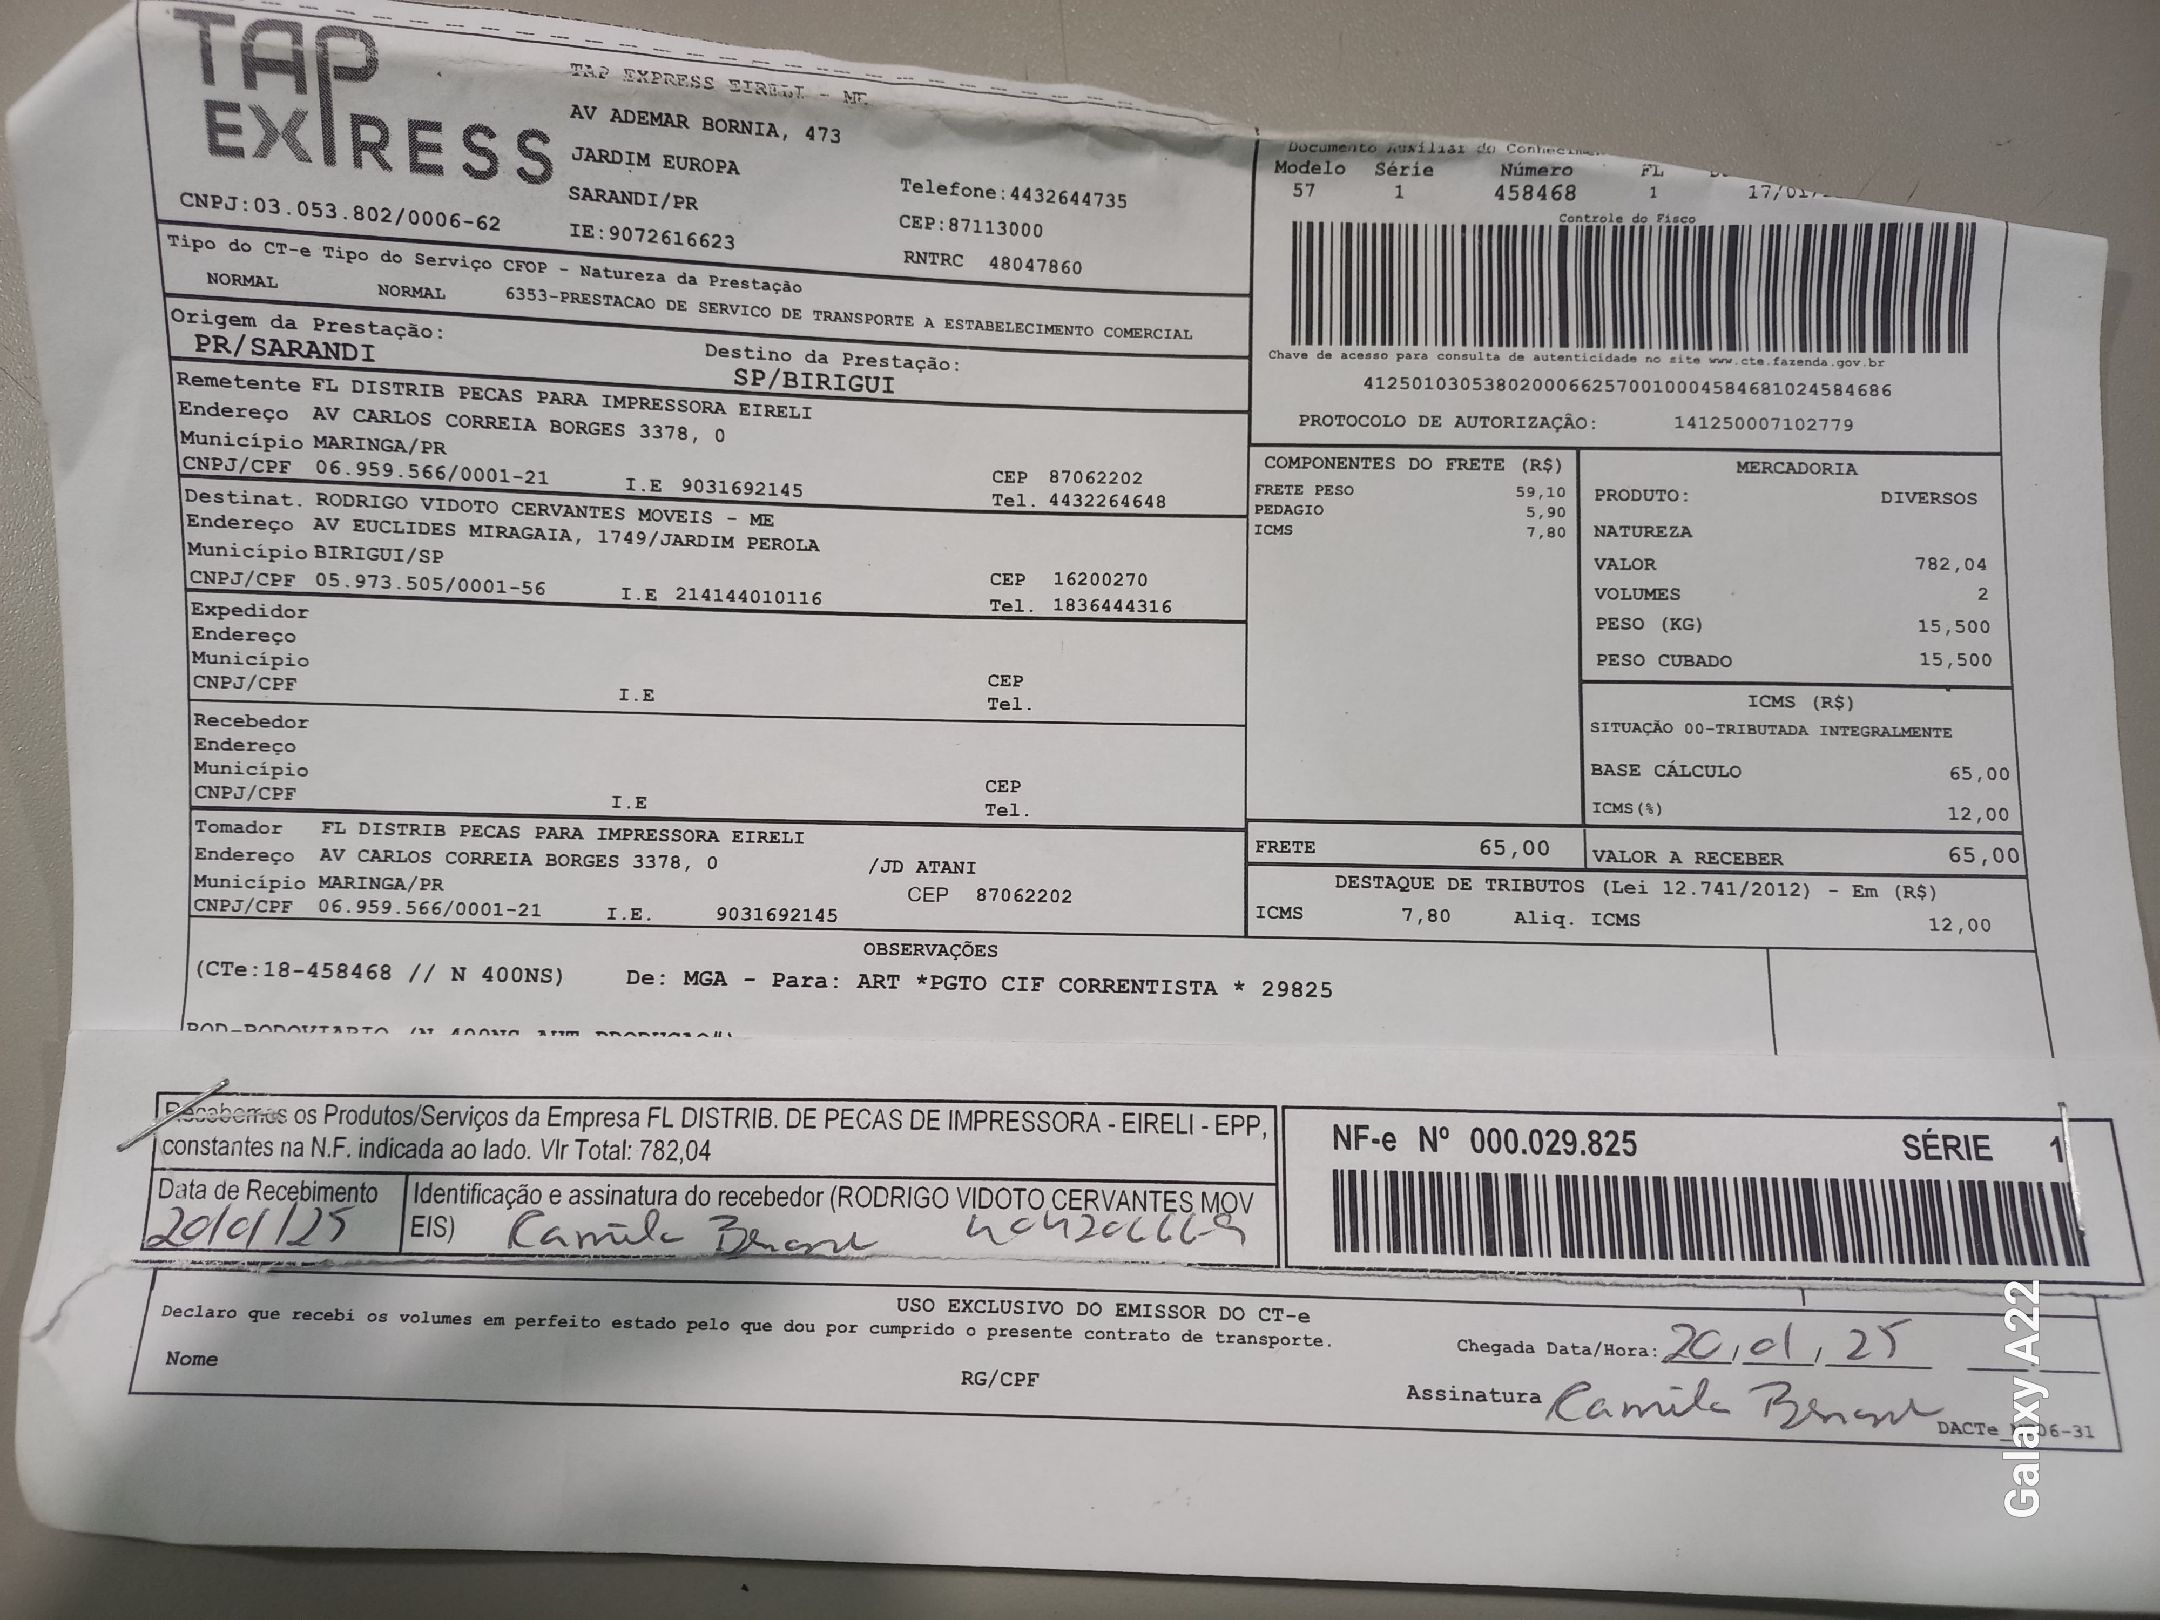 TAP
EXPRESS
TAP EXPRESS EIRELI - ME
AV ADEMAR BORNIA, 473
JARDIM EUROPA
SARANDI/PR Telefone:4432644735
CNPJ:03.053.802/0006-62 IE:9072616623 CEP:87113000
RNTRC 48047860
Documento Auxiliar do
Modelo Série Número FL
57 1 458468 1 17/01/
Controle do Fisco
Chave de acesso para consulta de autenticidade no site www.cte.fazenda.gov.br
41250103053802000662570010004584681024584686
PROTOCOLO DE AUTORIZAÇÃO: 141250007102779
Tipo do CT-e Tipo do Serviço CFOP - Natureza da Prestação
NORMAL NORMAL 6353-PRESTACAO DE SERVICO DE TRANSPORTE A ESTABELECIMENTO COMERCIAL
Origem da Prestação: Destino da Prestação:
PR/SARANDI SP/BIRIGUI
Remetente FL DISTRIB PECAS PARA IMPRESSORA EIRELI
Endereço AV CARLOS CORREIA BORGES 3378, 0
Município MARINGA/PR CEP 87062202
CNPJ/CPF 06.959.566/0001-21 I.E 9031692145 Tel. 4432264648
Destinat. RODRIGO VIDOTO CERVANTES MOVEIS - ME
Endereço AV EUCLIDES MIRAGAIA, 1749/JARDIM PEROLA
Município BIRIGUI/SP CEP 16200270
CNPJ/CPF 05.973.505/0001-56 I.E 214144010116 Tel. 1836444316
Expedidor
Endereço
Município CEP
CNPJ/CPF I.E Tel.
Recebedor
Endereço
Município CEP
CNPJ/CPF I.E Tel.
Tomador FL DISTRIB PECAS PARA IMPRESSORA EIRELI
Endereço AV CARLOS CORREIA BORGES 3378, 0 /JD ATANI
Município MARINGA/PR CEP 87062202
CNPJ/CPF 06.959.566/0001-21 I.E. 9031692145
COMPONENTES DO FRETE (R$)
FRETE PESO 59,10
PEDAGIO 5,90
ICMS 7,80
MERCADORIA
PRODUTO: DIVERSOS
NATUREZA
VALOR 782,04
VOLUMES 2
PESO (KG) 15,500
PESO CUBADO 15,500
ICMS (R$)
SITUAÇÃO 00-TRIBUTADA INTEGRALMENTE
BASE CÁLCULO 65,00
ICMS(%) 12,00
FRETE 65,00 VALOR A RECEBER 65,00
DESTAQUE DE TRIBUTOS (Lei 12.741/2012) - Em (R$)
ICMS 7,80 Aliq. ICMS 12,00
OBSERVAÇÕES
(CTe:18-458468 // N 400NS) De: MGA - Para: ART *PGTO CIF CORRENTISTA * 29825
Recebemos os Produtos/Serviços da Empresa FL DISTRIB. DE PECAS DE IMPRESSORA - EIRELI - EPP,
constantes na N.F. indicada ao lado. Vlr Total: 782,04
Data de Recebimento
20/01/25
Identificação e assinatura do recebedor (RODRIGO VIDOTO CERVANTES MOV
EIS) Camila
NF-e Nº 000.029.825 SÉRIE 1
USO EXCLUSIVO DO EMISSOR DO CT-e
Declaro que recebi os volumes em perfeito estado pelo que dou por cumprido o presente contrato de transporte.
Nome RG/CPF
Chegada Data/Hora: 20/01/25
Assinatura Camila
Galaxy A22